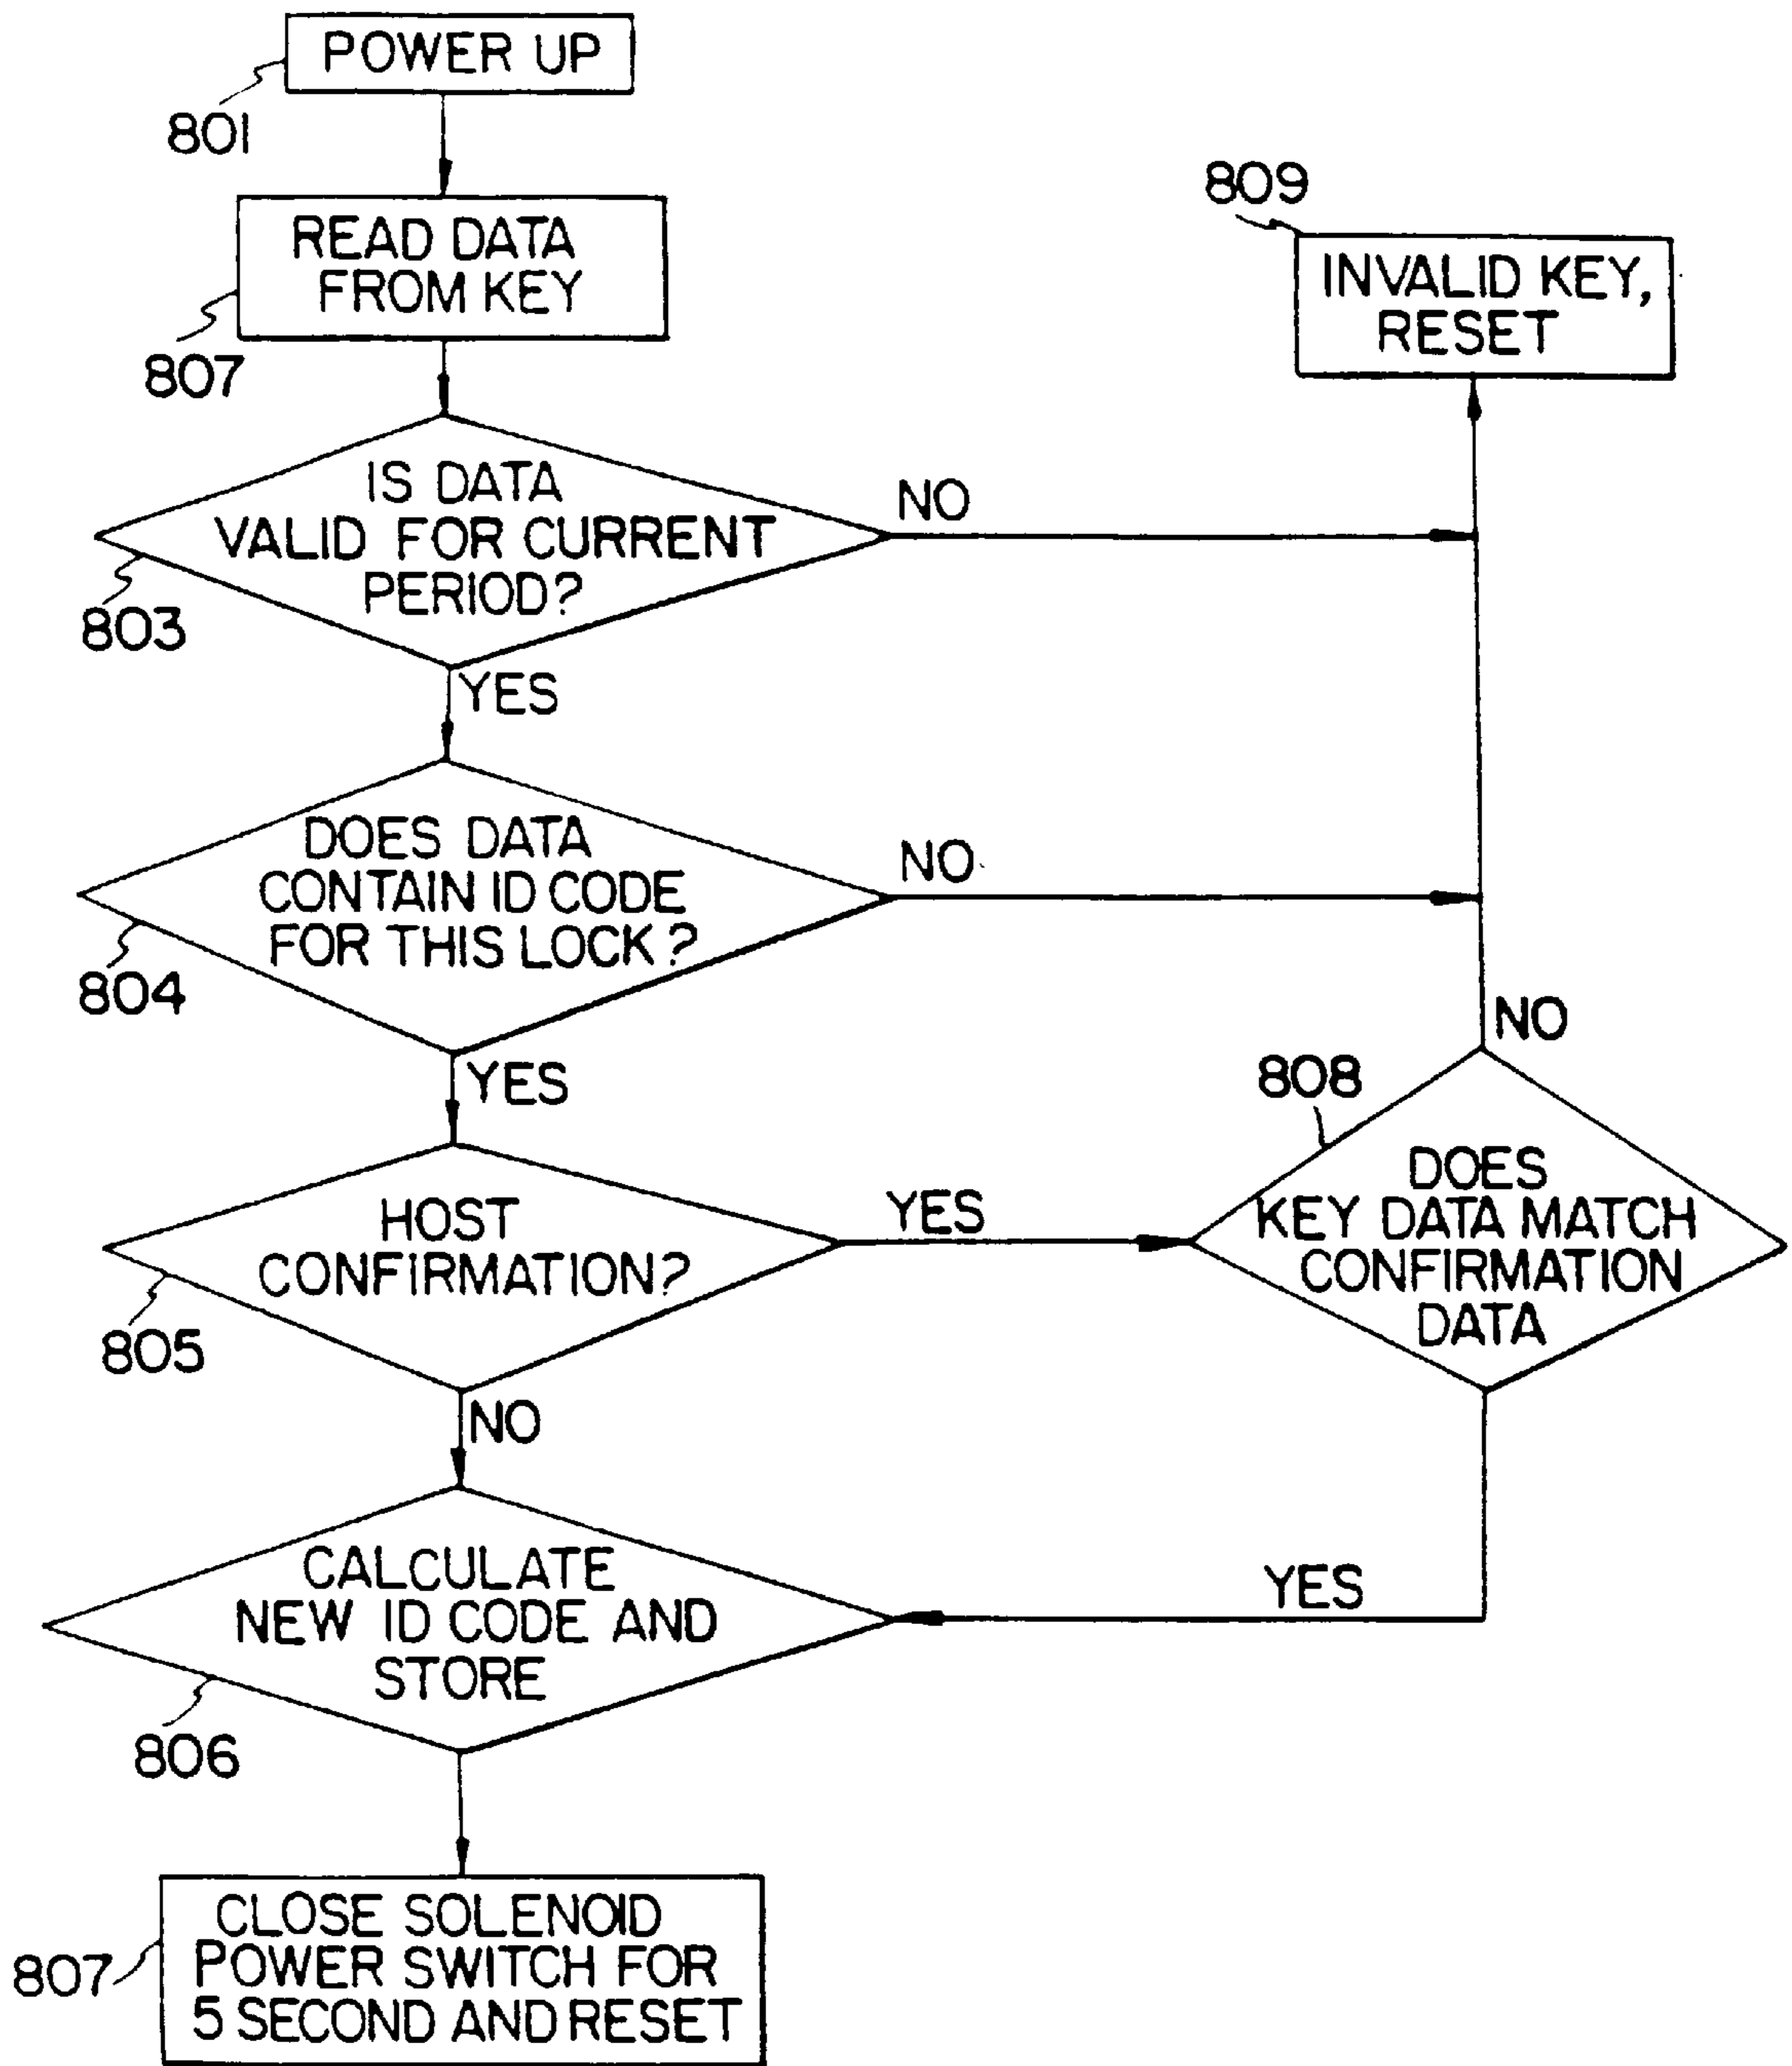 POWER UP
801
READ DATA
FROM KEY
807
809
INVALID KEY,
RESET
IS DATA
VALID FOR CURRENT
PERIOD?
803
NO
YES
DOES DATA
CONTAIN ID CODE
FOR THIS LOCK?
804
NO
YES
NO
808
HOST
CONFIRMATION?
805
YES
DOES
KEY DATA MATCH
CONFIRMATION
DATA
NO
YES
CALCULATE
NEW ID CODE AND
STORE
806
CLOSE SOLENOID
POWER SWITCH FOR
5 SECOND AND RESET
807